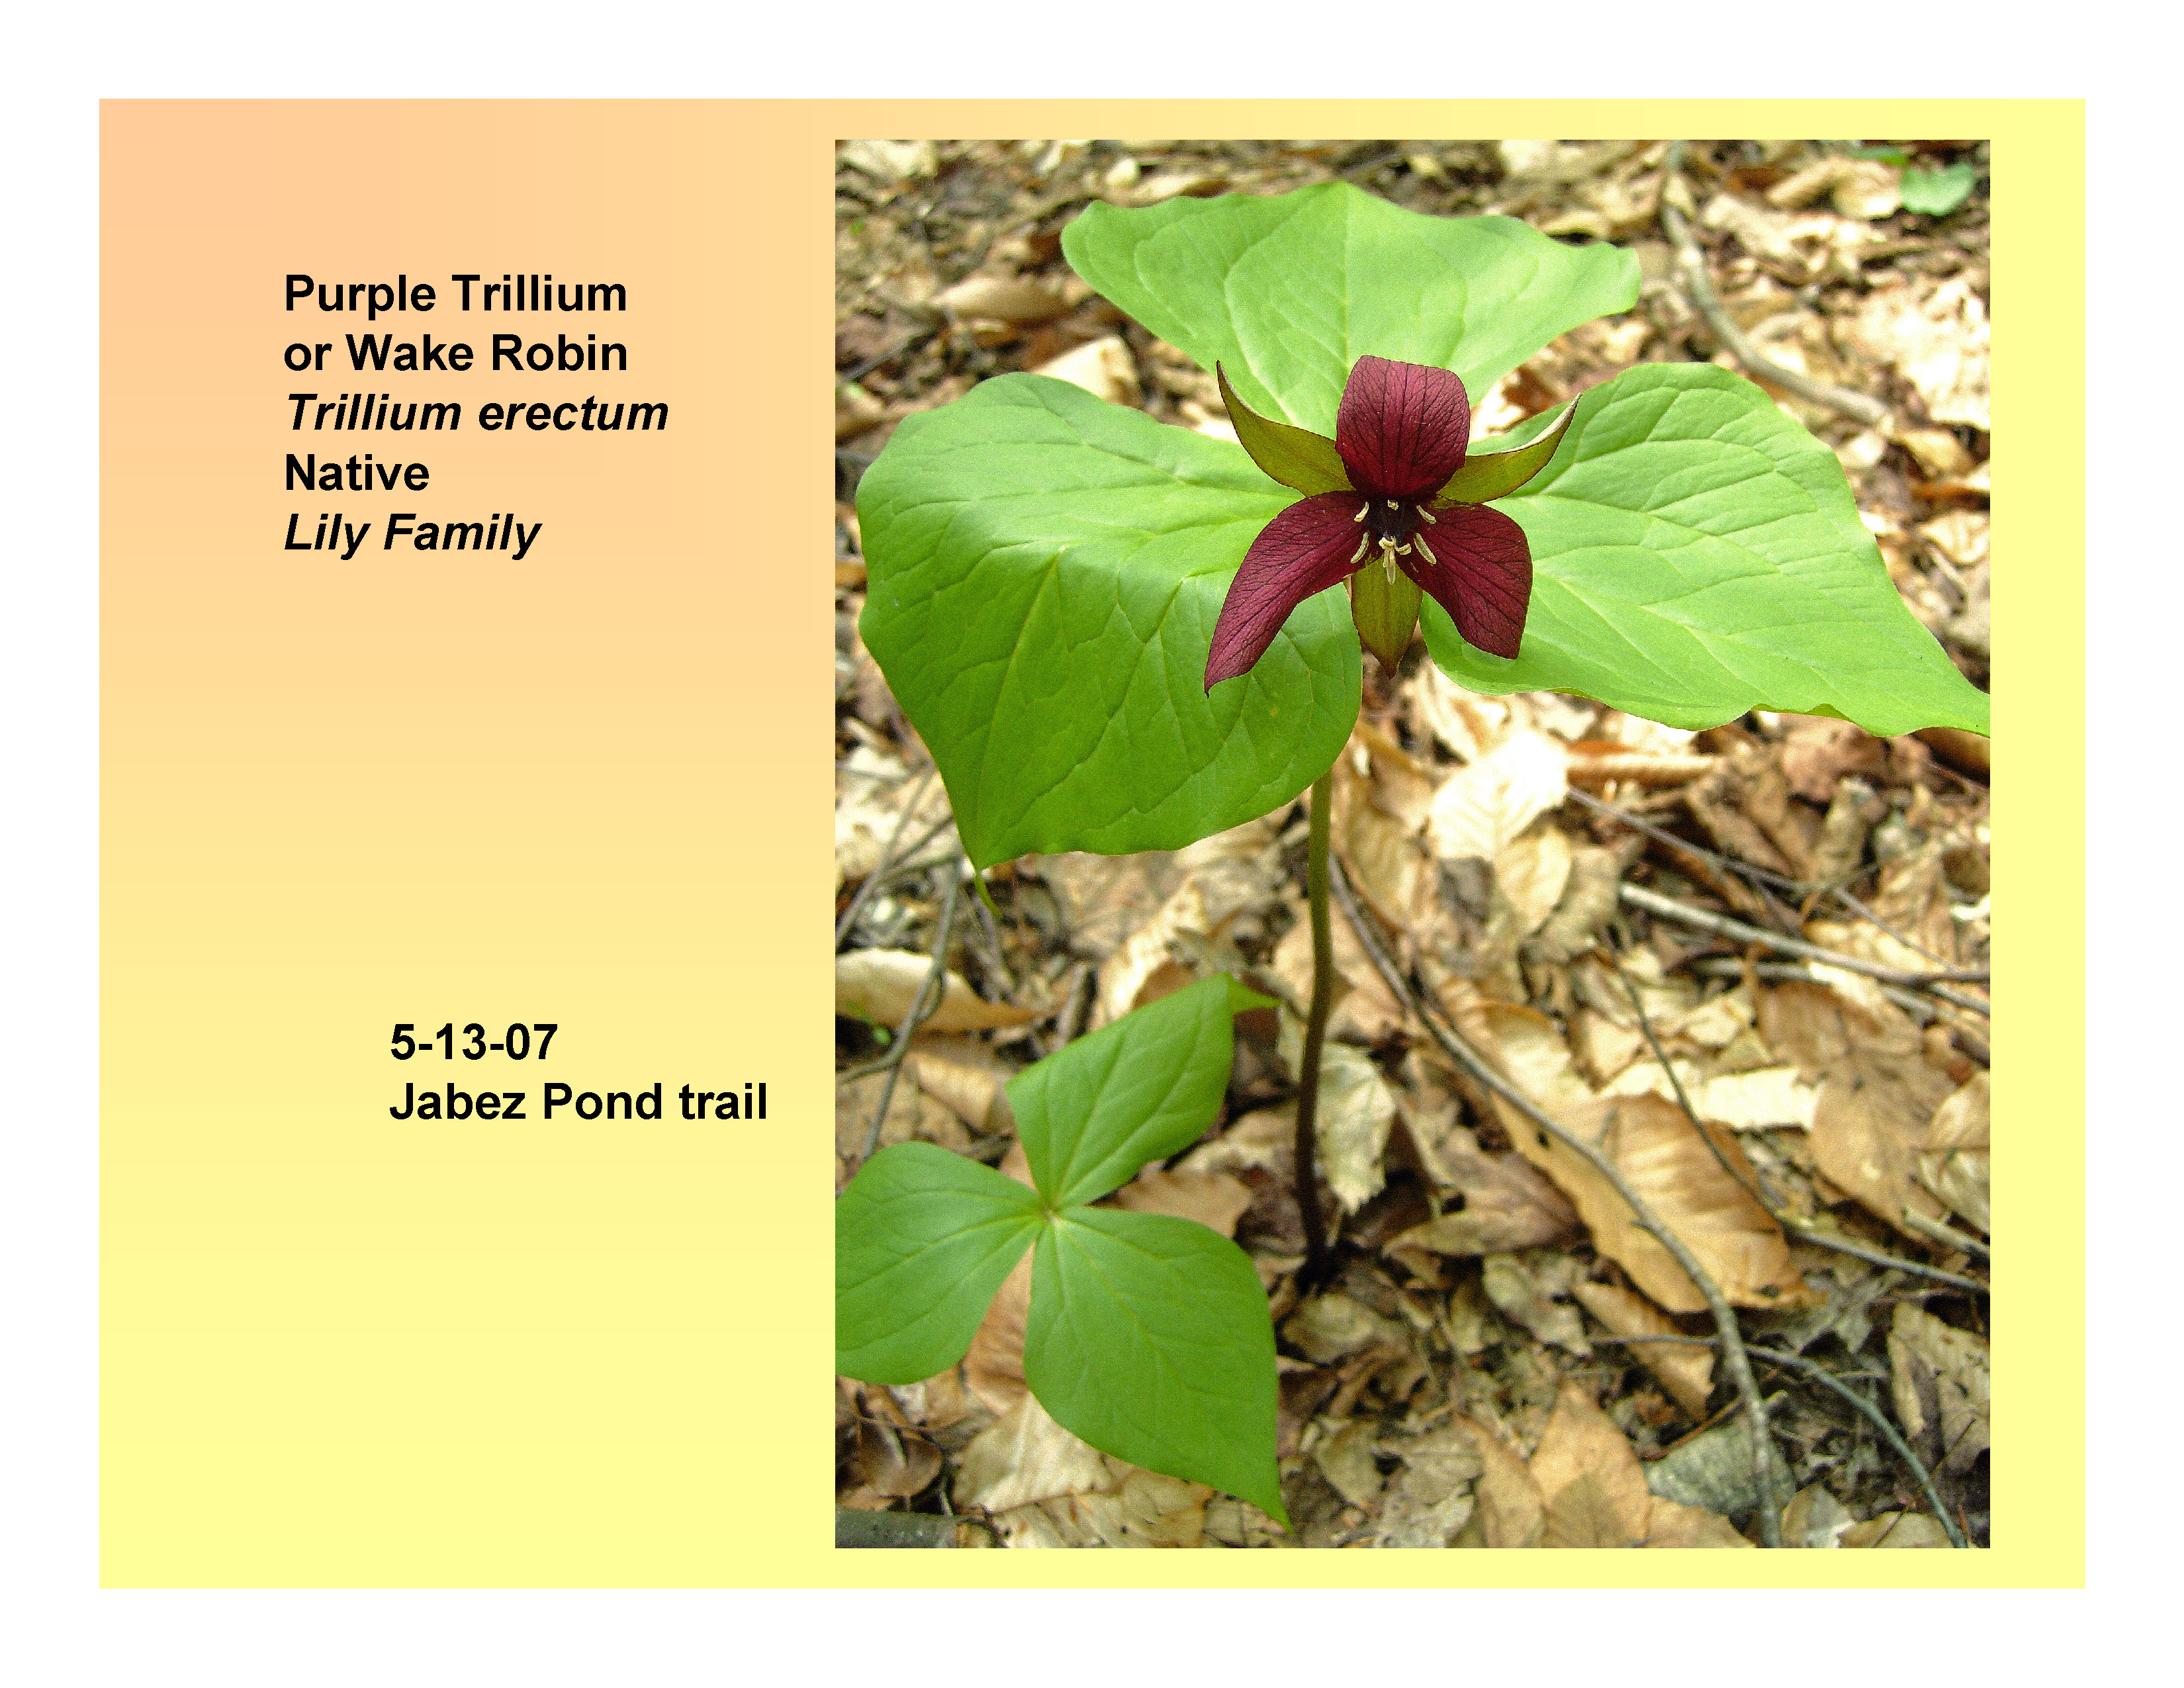 Purple Trillium
or Wake Robin
Trillium erectum
Native
Lily Family
5-13-07
Jabez Pond trail